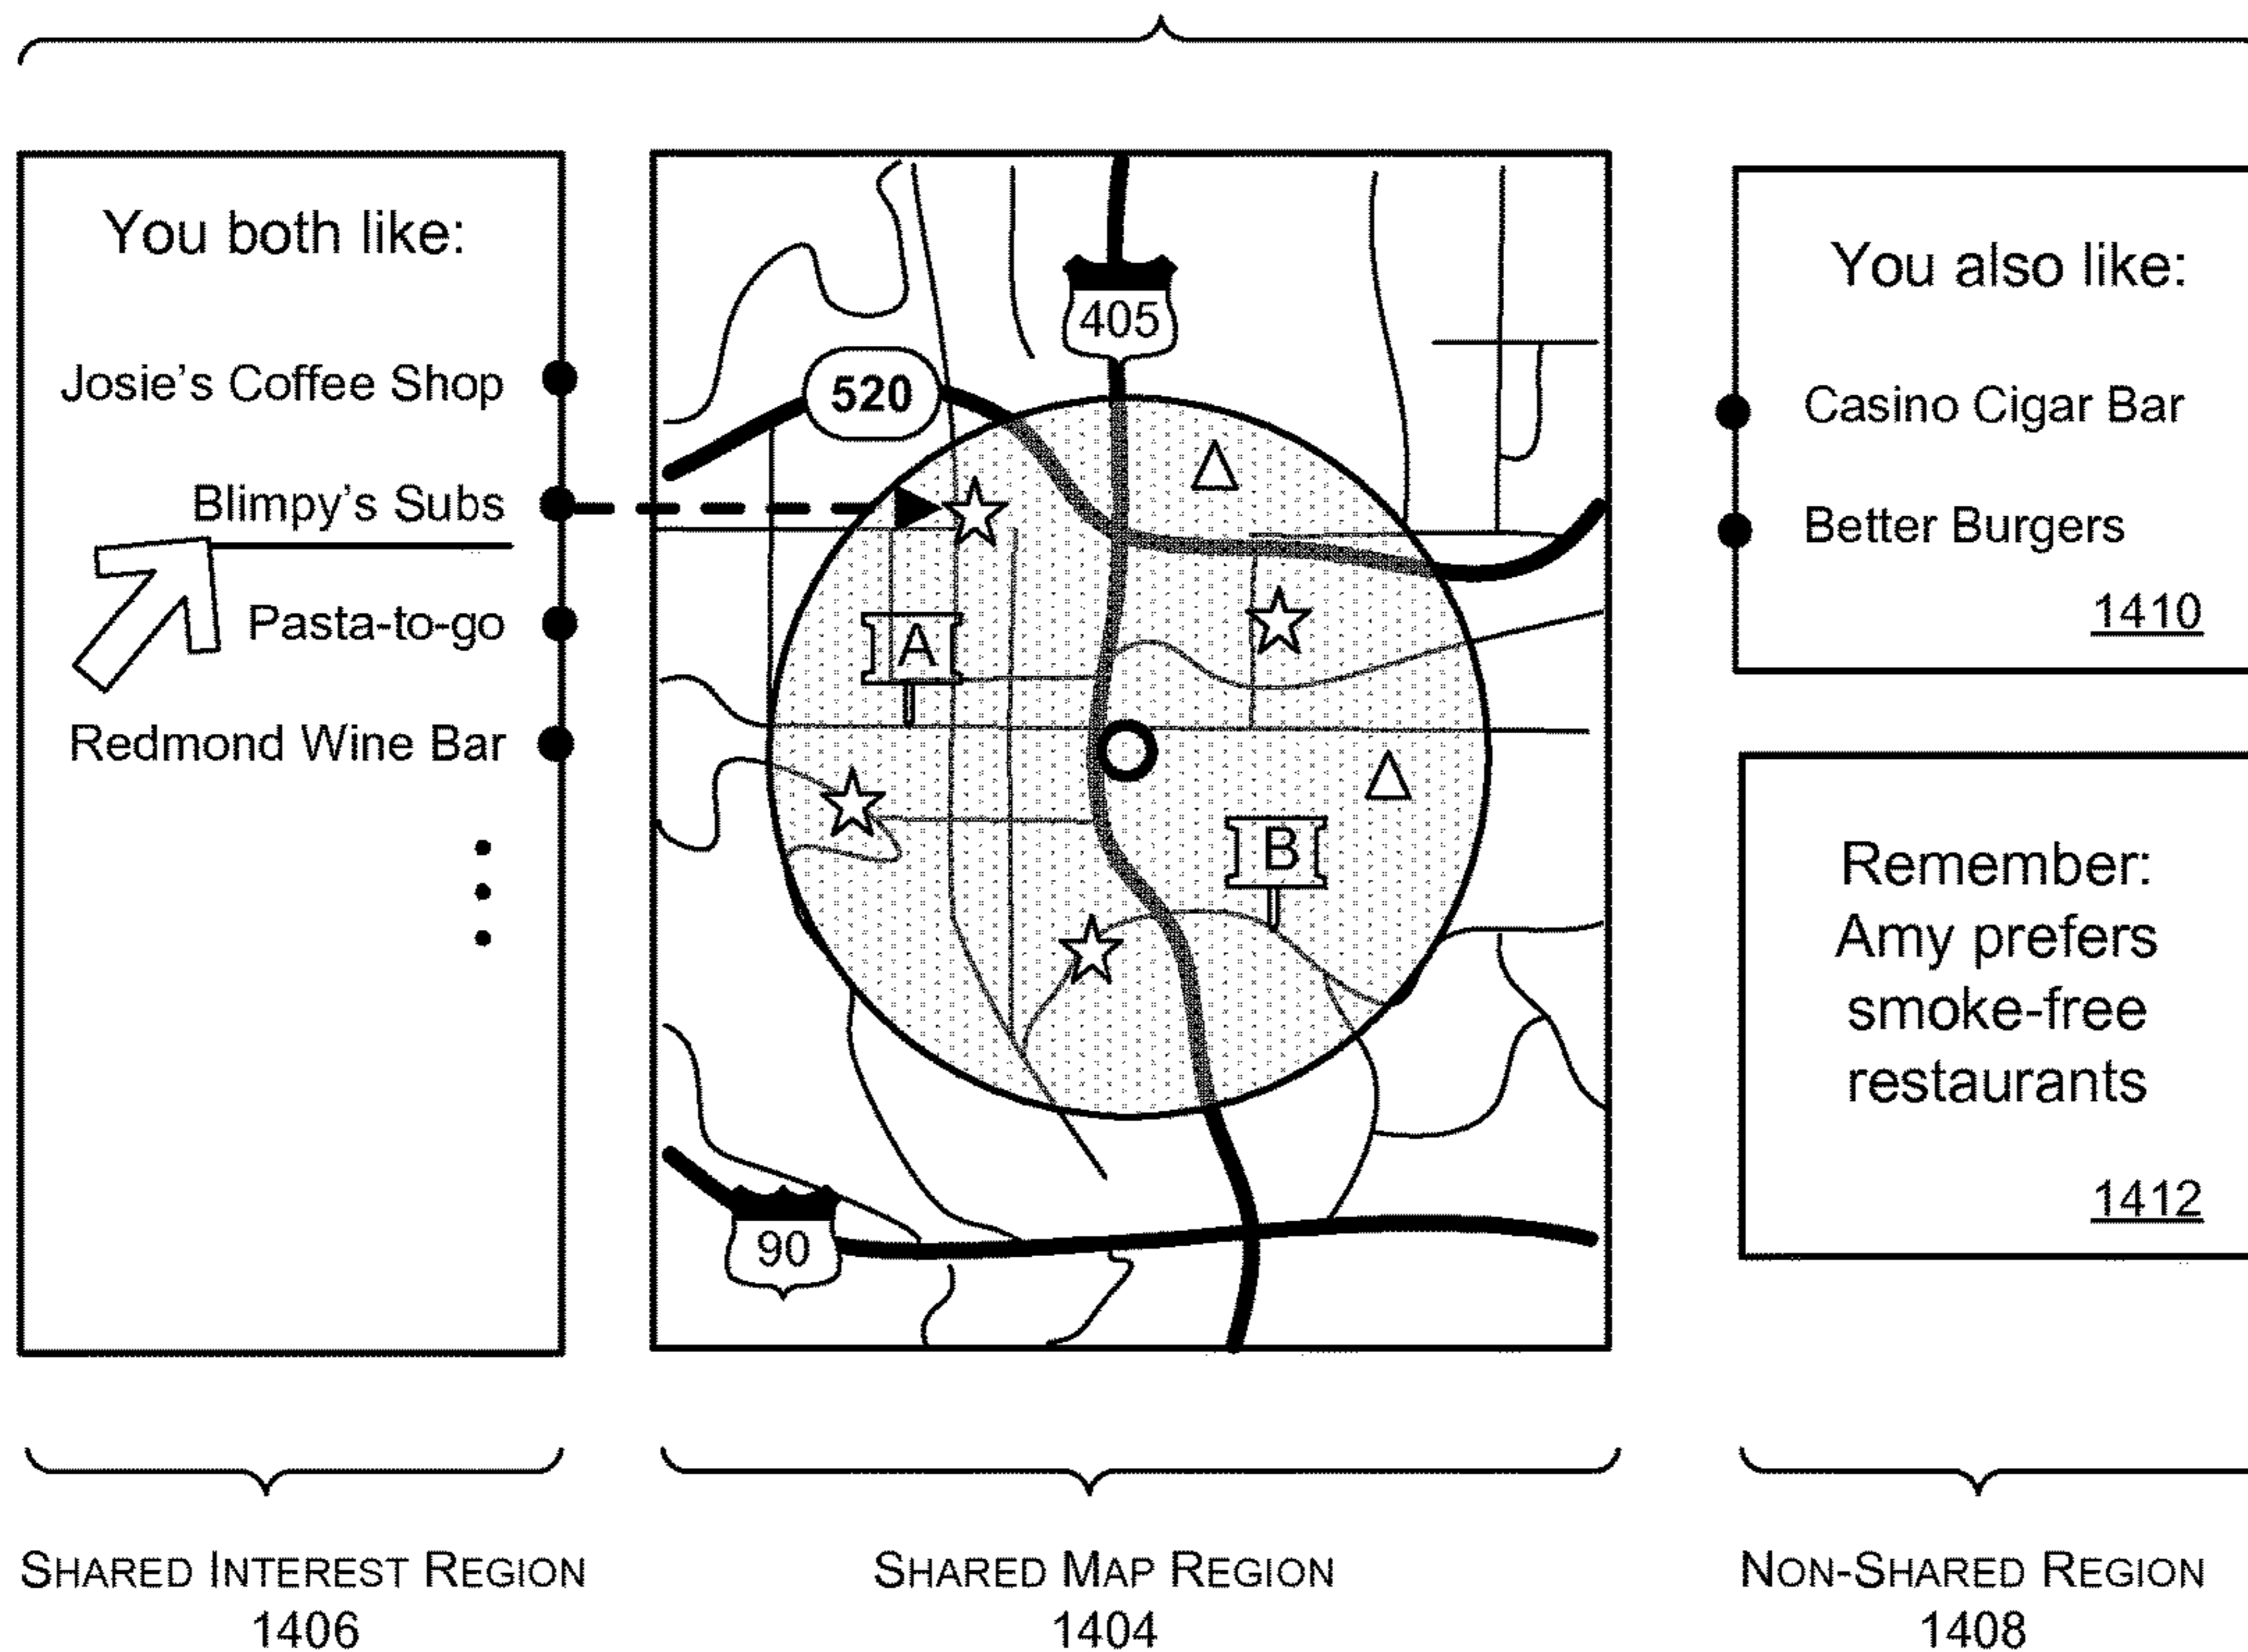 You both like:
Josie's Coffee Shop
Blimpy's Subs
Pasta-to-go
Redmond Wine Bar
405
520
A
B
90
You also like:
Casino Cigar Bar
Better Burgers
1410
Remember:
Amy prefers
smoke-free
restaurants
1412
SHARED INTEREST REGION
1406
SHARED MAP REGION
1404
NON-SHARED REGION
1408